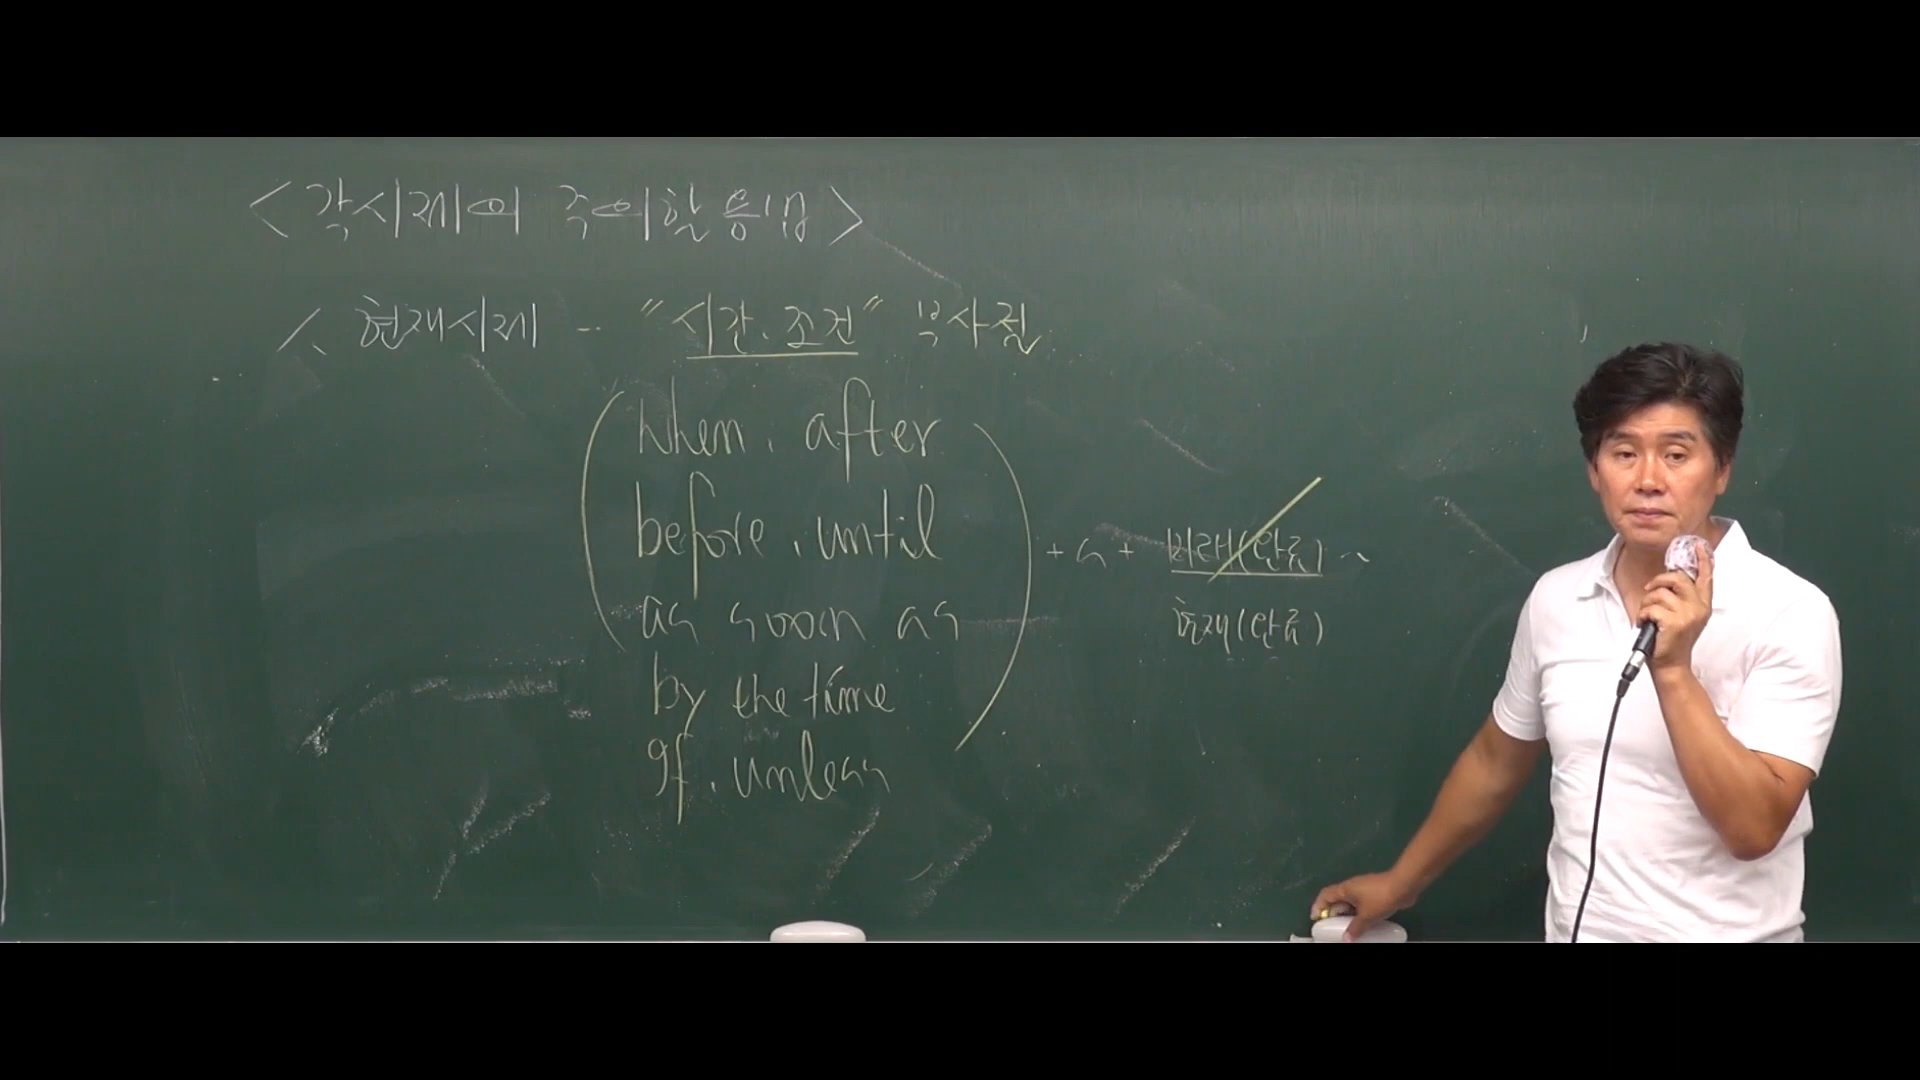 <각 시제의 주의할 용법>
1. 현재시제 - "시간, 조건" 부사절
when, after
before, until
+ S + 미래(완료) ~
as soon as
현재(완료)
by the time
If, unless